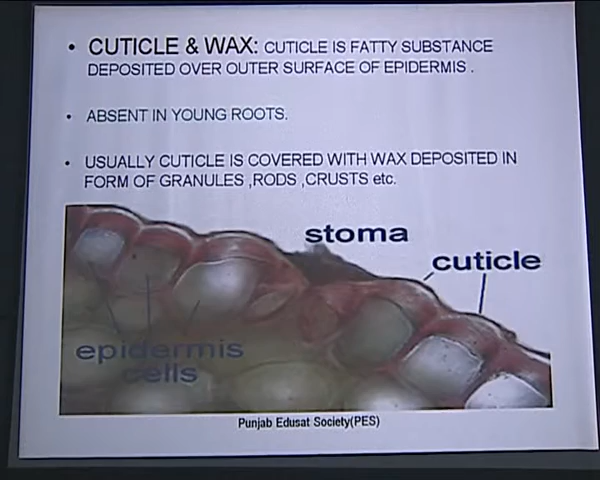 • CUTICLE & WAX: CUTICLE IS FATTY SUBSTANCE
DEPOSITED OVER OUTER SURFACE OF EPIDERMIS .
• ABSENT IN YOUNG ROOTS.
• USUALLY CUTICLE IS COVERED WITH WAX DEPOSITED IN
FORM OF GRANULES ,RODS ,CRUSTS etc.
stoma
cuticle
epidermis
cells
Punjab Edusat Society(PES)